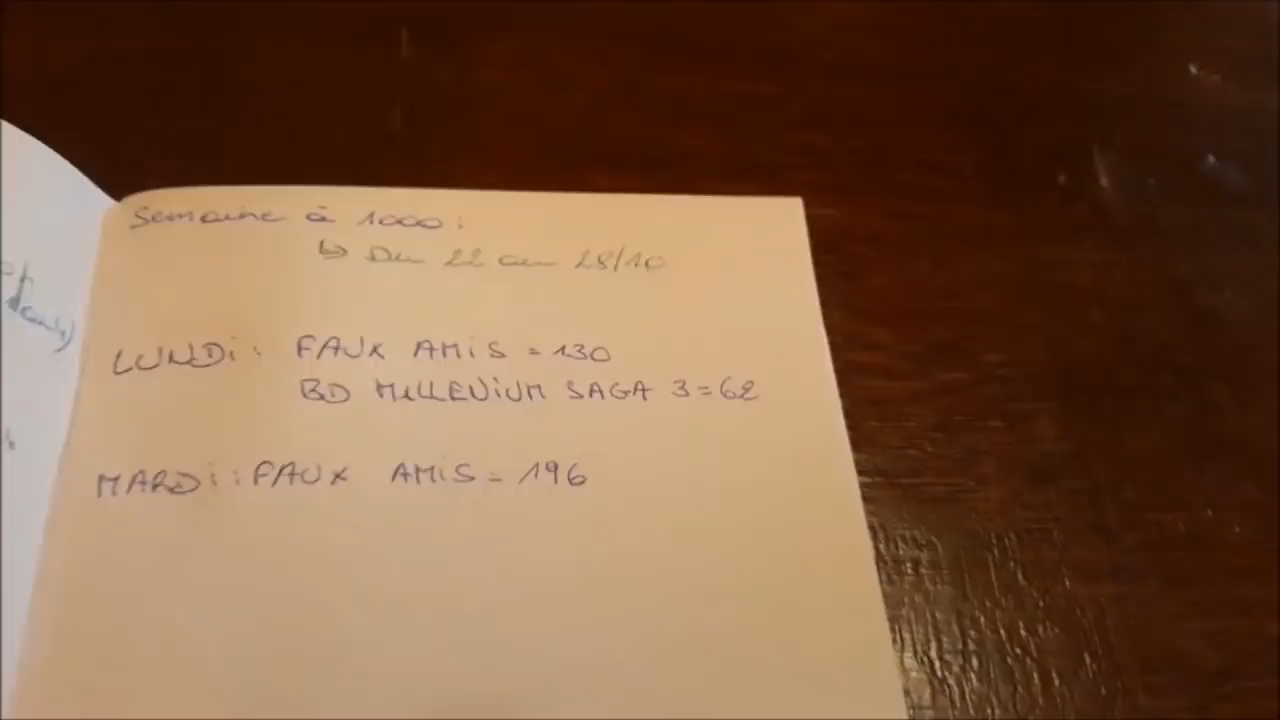 Semaine à 1000 :
↳ Du 22 au 28/10
LUNDi : FAUX AMiS = 130
BD MiLLENiUM SAGA 3 = 62
MARDi : FAUX AMiS = 196